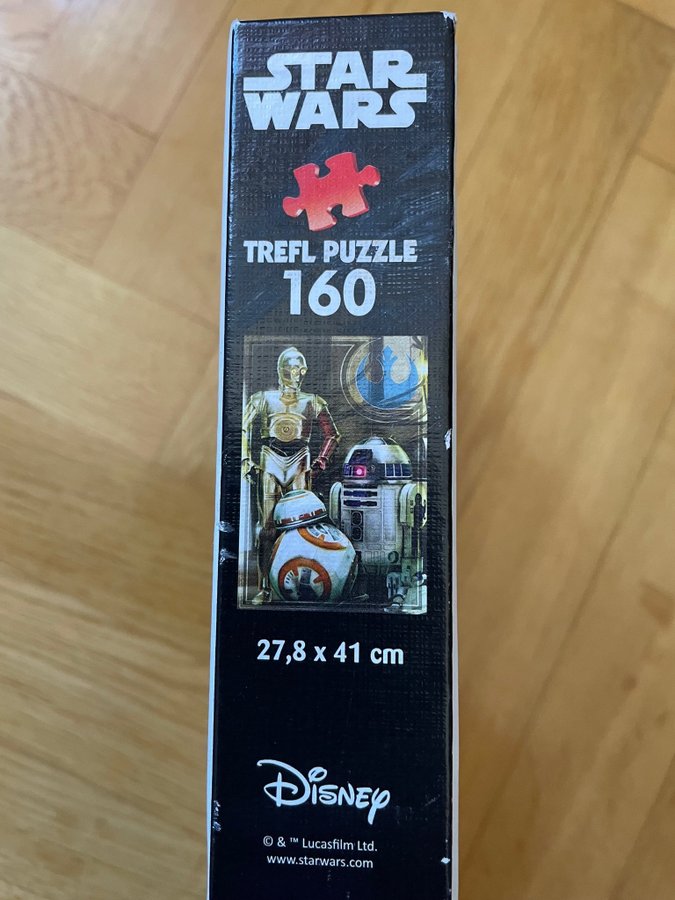 STAR
WARS
TREFL PUZZLE
160
27,8 x 41 cm
Disney
© & ™ Lucasfilm Ltd.
www.starwars.com